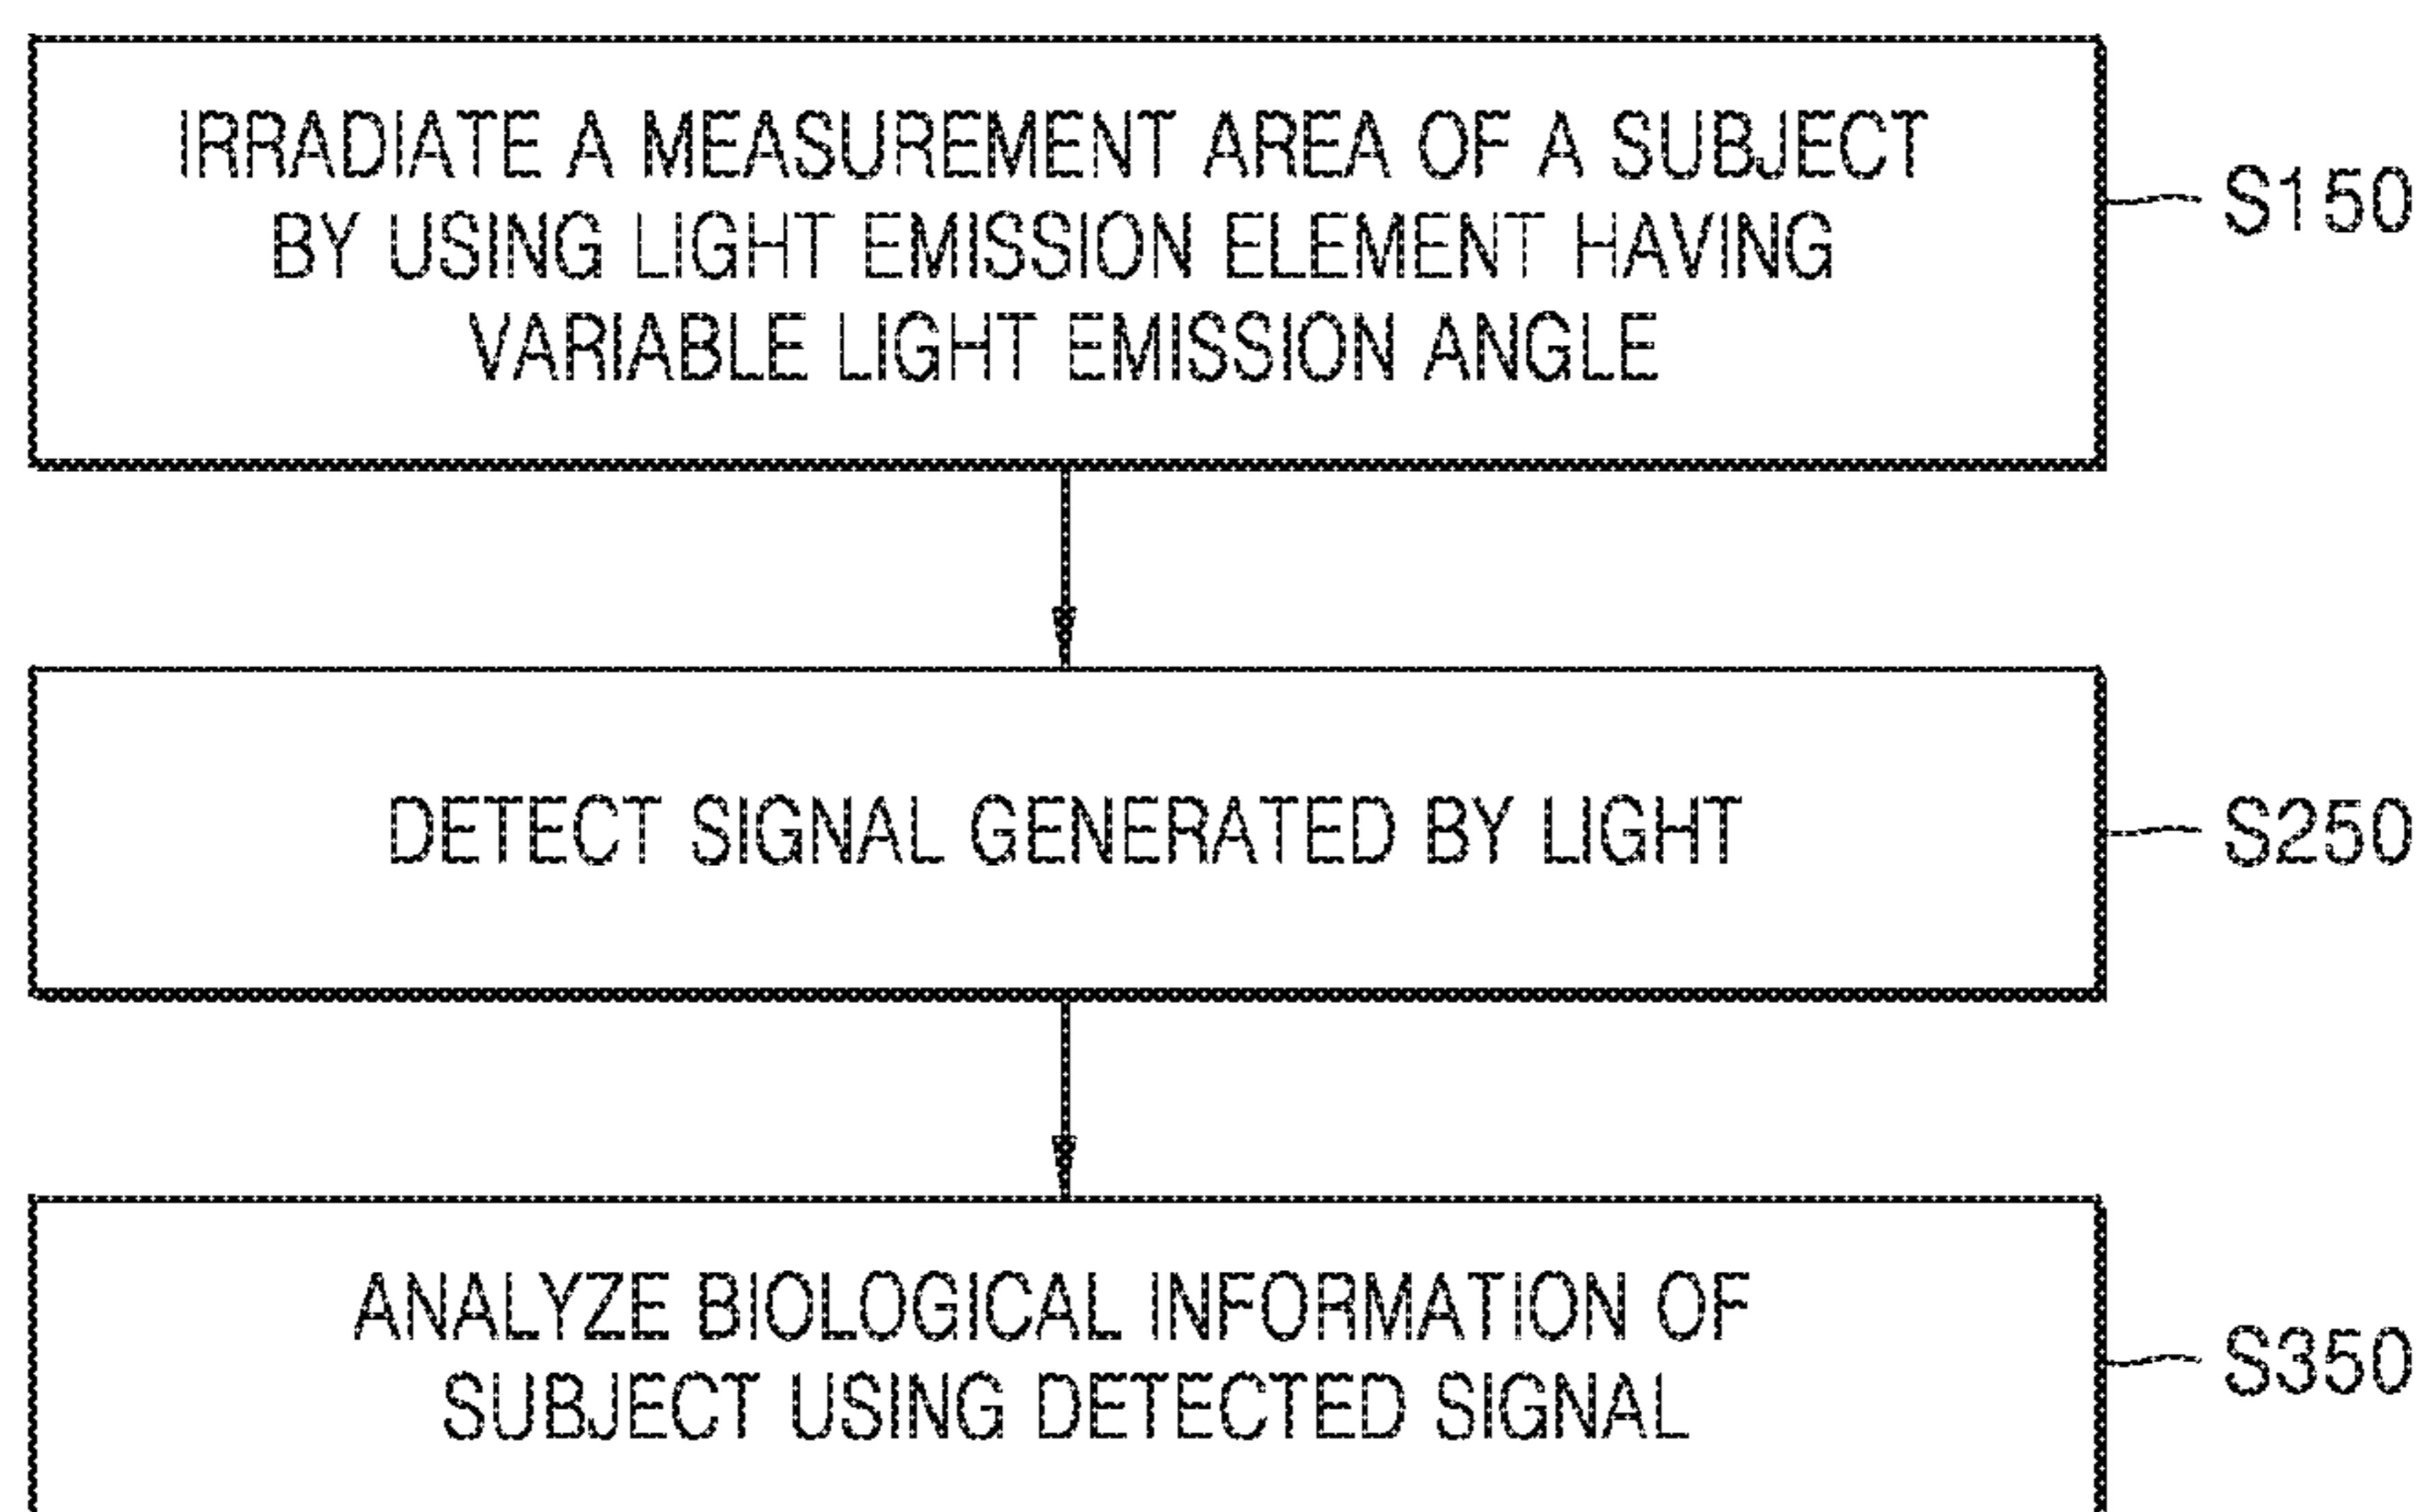 IRRADIATE A MEASUREMENT AREA OF A SUBJECT
BY USING LIGHT EMISSION ELEMENT HAVING
VARIABLE LIGHT EMISSION ANGLE
S150
DETECT SIGNAL GENERATED BY LIGHT
S250
ANALYZE BIOLOGICAL INFORMATION OF
SUBJECT USING DETECTED SIGNAL
S350